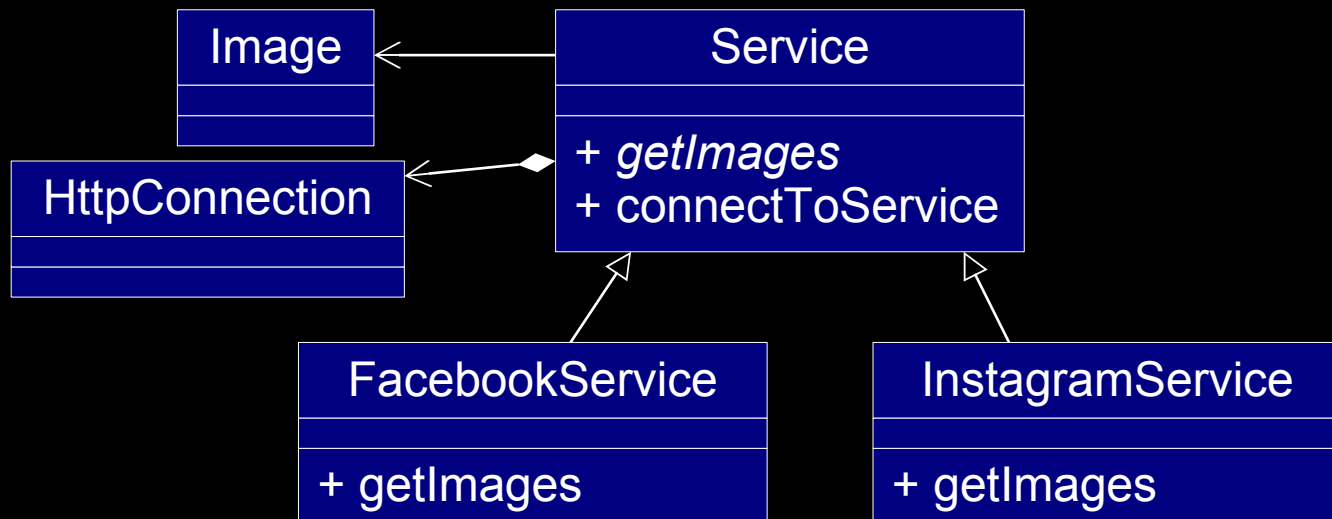 Image
Service
+ getImages
+ connectToService
HttpConnection
FacebookService
+ getImages
InstagramService
+ getImages